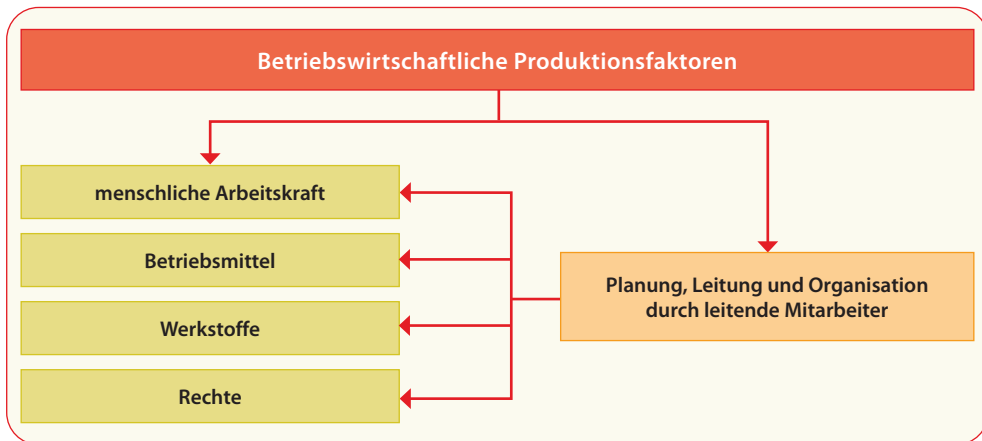 Betriebswirtschaftliche Produktionsfaktoren
menschliche Arbeitskraft
Betriebsmittel
Werkstoffe
Rechte
Planung, Leitung und Organisation
durch leitende Mitarbeiter